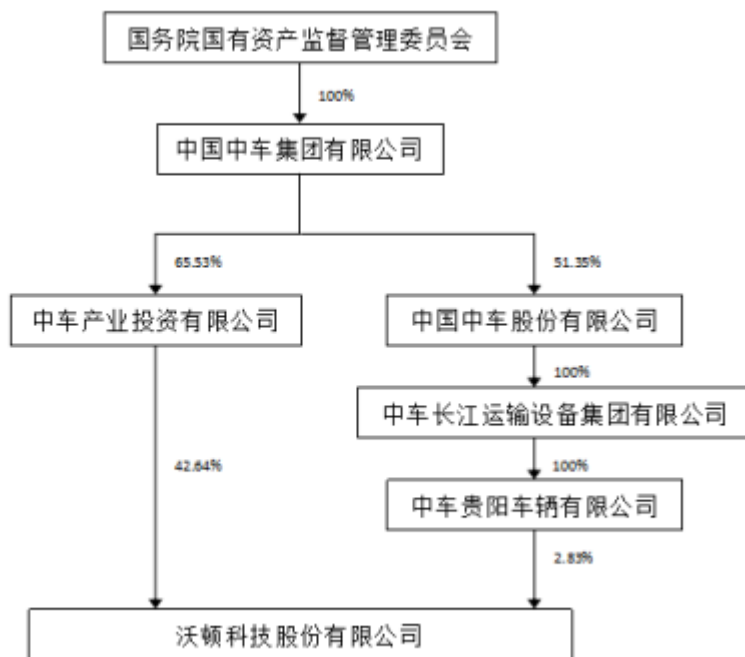 国务院国有资产监督管理委员会
100%
中国中车集团有限公司
65.53%
51.35%
中车产业投资有限公司
中国中车股份有限公司
100%
中车长江运输设备集团有限公司
42.64%
100%
中车贵阳车辆有限公司
2.83%
沃顿科技股份有限公司